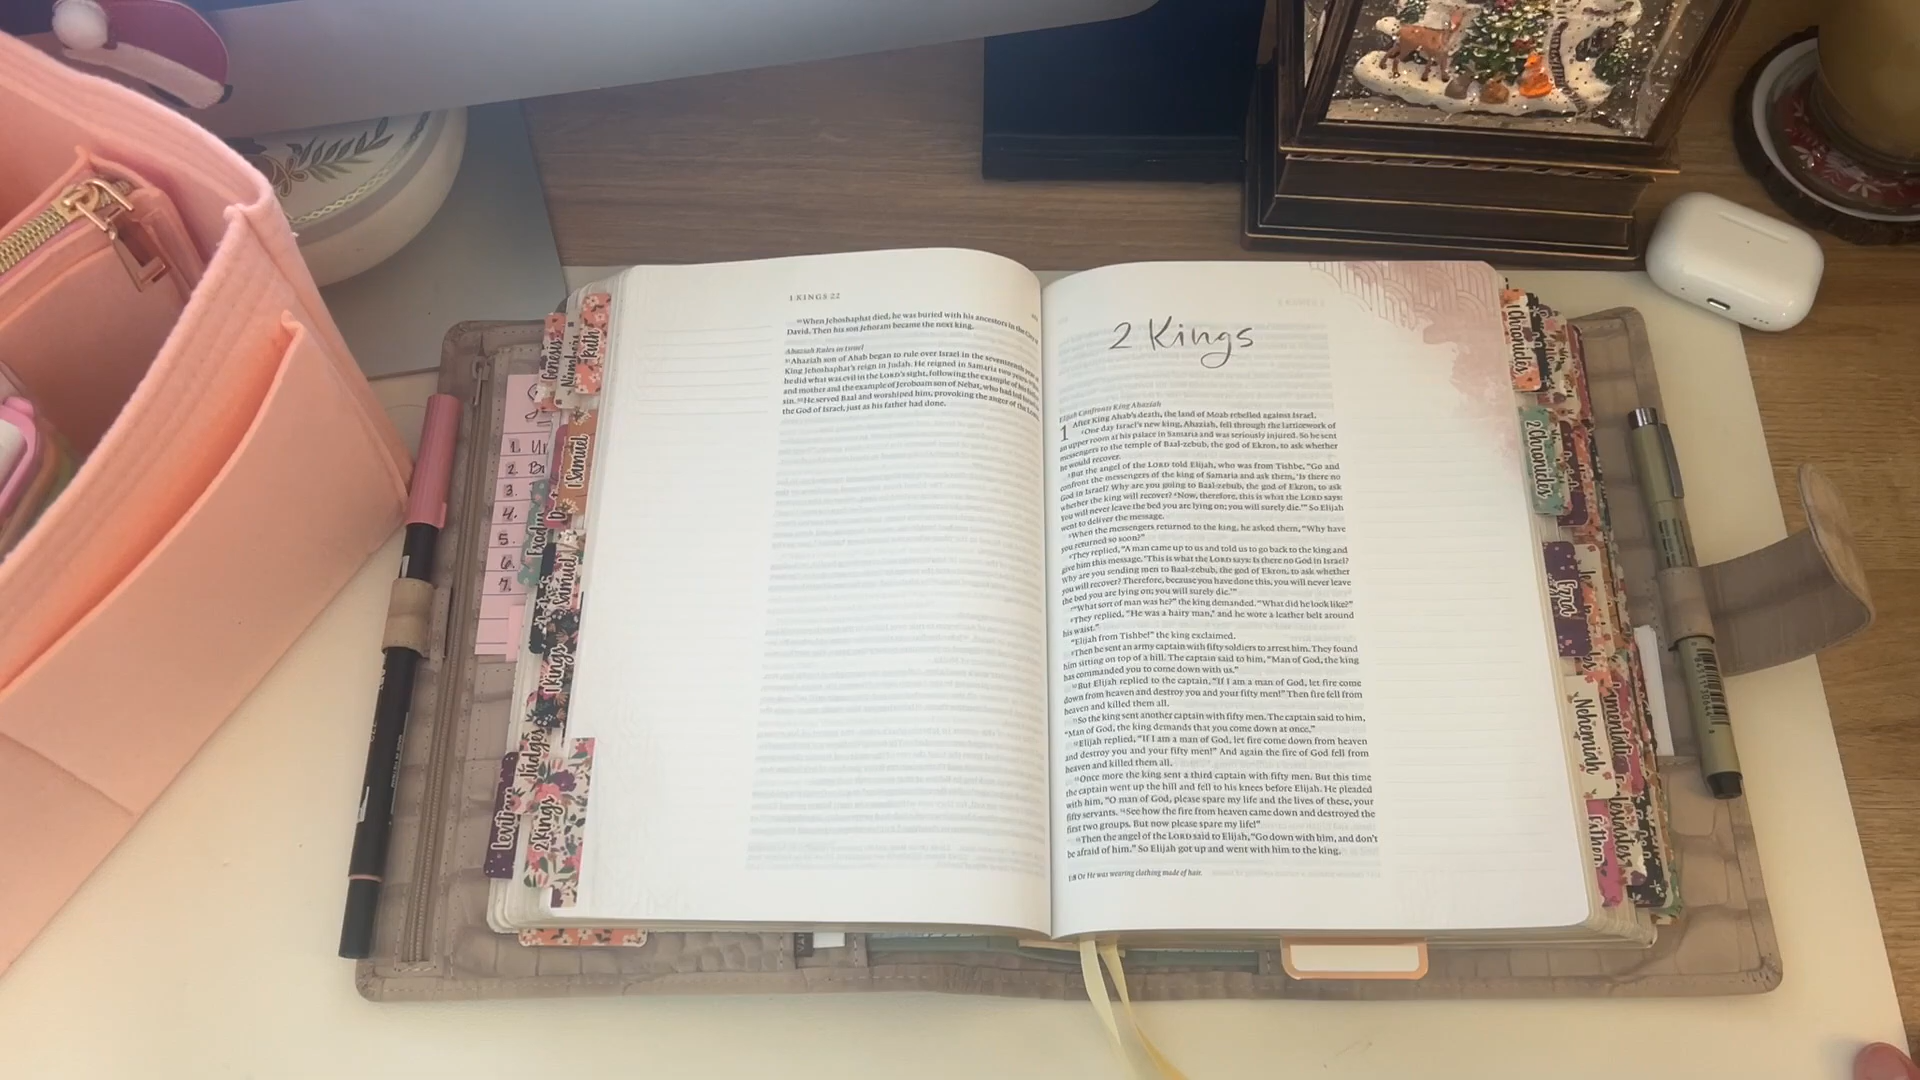 1 KINGS 22
⁵⁰When Jehoshaphat died, he was buried with his ancestors in the City of
David. Then his son Jehoram became the next king.
Ahaziah Rules in Israel
⁵¹Ahaziah son of Ahab began to rule over Israel in the seventeenth year of
King Jehoshaphat's reign in Judah. He reigned in Samaria two years.
he did what was evil in the LORD's sight, following the example of his
and mother and the example of Jeroboam son of Nebat, who had led Israel
sin. ⁵³He served Baal and worshiped him, provoking the anger of the LORD,
the God of Israel, just as his father had done.
2 Kings
Elijah Confronts King Ahaziah
1 After King Ahab's death, the land of Moab rebelled against Israel.
²One day Israel's new king, Ahaziah, fell through the latticework of
an upper room at his palace in Samaria and was seriously injured. So he sent
messengers to the temple of Baal-zebub, the god of Ekron, to ask whether
he would recover.
³But the angel of the LORD told Elijah, who was from Tishbe, "Go and
confront the messengers of the king of Samaria and ask them, 'Is there no
God in Israel? Why are you going to Baal-zebub, the god of Ekron, to ask
whether the king will recover? ⁴Now, therefore, this is what the LORD says:
You will never leave the bed you are lying on; you will surely die.'" So Elijah
went to deliver the message.
⁵When the messengers returned to the king, he asked them, "Why have
you returned so soon?"
⁶They replied, "A man came up to us and told us to go back to the king and
give him this message. 'This is what the LORD says: Is there no God in Israel?
Why are you sending men to Baal-zebub, the god of Ekron, to ask whether
you will recover? Therefore, because you have done this, you will never leave
the bed you are lying on; you will surely die.'"
⁷"What sort of man was he?" the king demanded. "What did he look like?"
⁸They replied, "He was a hairy man,* and he wore a leather belt around
his waist."
"Elijah from Tishbe!" the king exclaimed.
⁹Then he sent an army captain with fifty soldiers to arrest him. They found
him sitting on top of a hill. The captain said to him, "Man of God, the king
has commanded you to come down with us."
¹⁰But Elijah replied to the captain, "If I am a man of God, let fire come
down from heaven and destroy you and your fifty men!" Then fire fell from
heaven and killed them all.
¹¹So the king sent another captain with fifty men. The captain said to him,
"Man of God, the king demands that you come down at once."
¹²Elijah replied, "If I am a man of God, let fire come down from heaven
and destroy you and your fifty men!" And again the fire of God fell from
heaven and killed them all.
¹³Once more the king sent a third captain with fifty men. But this time
the captain went up the hill and fell to his knees before Elijah. He pleaded
with him, "O man of God, please spare my life and the lives of these, your
fifty servants. ¹⁴See how the fire from heaven came down and destroyed the
first two groups. But now please spare my life!"
¹⁵Then the angel of the LORD said to Elijah, "Go down with him, and don't
be afraid of him." So Elijah got up and went with him to the king.
1:8 Or He was wearing clothing made of hair.
Genesis
Numbers
Ruth
1 Samuel
Exodus
Samuel
1 Kings
Judges
Leviticus
2 Kings
1.
2.
3.
4.
5.
6.
7.
1 Chronicles
2 Chronicles
Ezra
Nehemiah
Esther